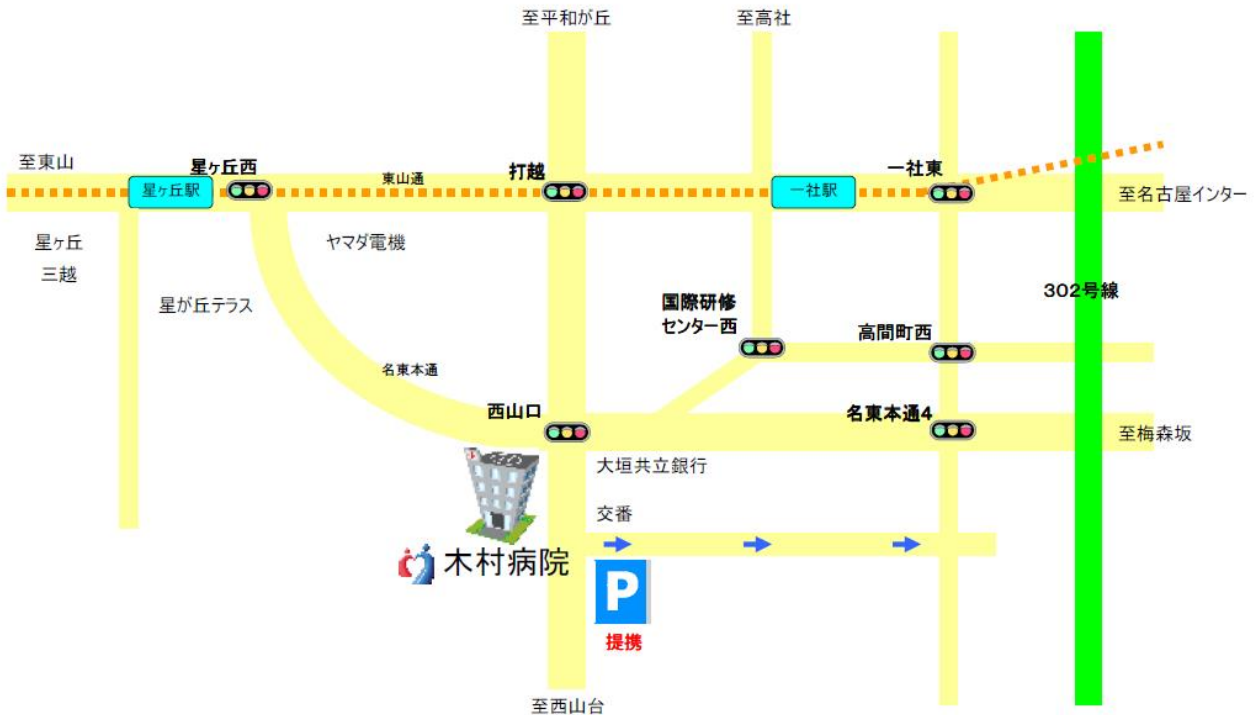 至平和が丘
至高社
至東山
星ヶ丘西
打越
一社東
星ヶ丘駅
東山通
一社駅
至名古屋インター
星ヶ丘
三越
ヤマダ電機
星が丘テラス
国際研修
センター西
302号線
高間町西
名東本通
西山口
名東本通4
至梅森坂
大垣共立銀行
交番
木村病院
P
提携
至西山台